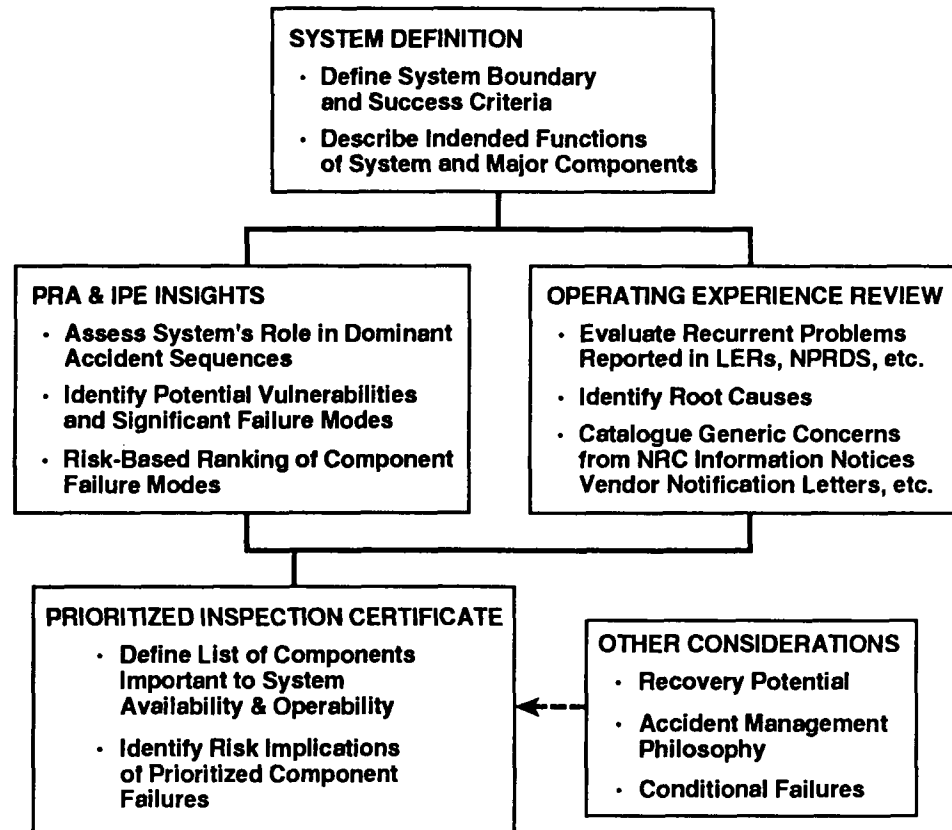 SYSTEM DEFINITION
· Define System Boundary
and Success Criteria
· Describe Indended Functions
of System and Major Components
PRA & IPE INSIGHTS
· Assess System's Role in Dominant
Accident Sequences
· Identify Potential Vulnerabilities
and Significant Failure Modes
· Risk-Based Ranking of Component
Failure Modes
OPERATING EXPERIENCE REVIEW
· Evaluate Recurrent Problems
Reported in LERs, NPRDS, etc.
· Identify Root Causes
· Catalogue Generic Concerns
from NRC Information Notices
Vendor Notification Letters, etc.
PRIORITIZED INSPECTION CERTIFICATE
· Define List of Components
Important to System
Availability & Operability
· Identify Risk Implications
of Prioritized Component
Failures
OTHER CONSIDERATIONS
· Recovery Potential
· Accident Management
Philosophy
· Conditional Failures